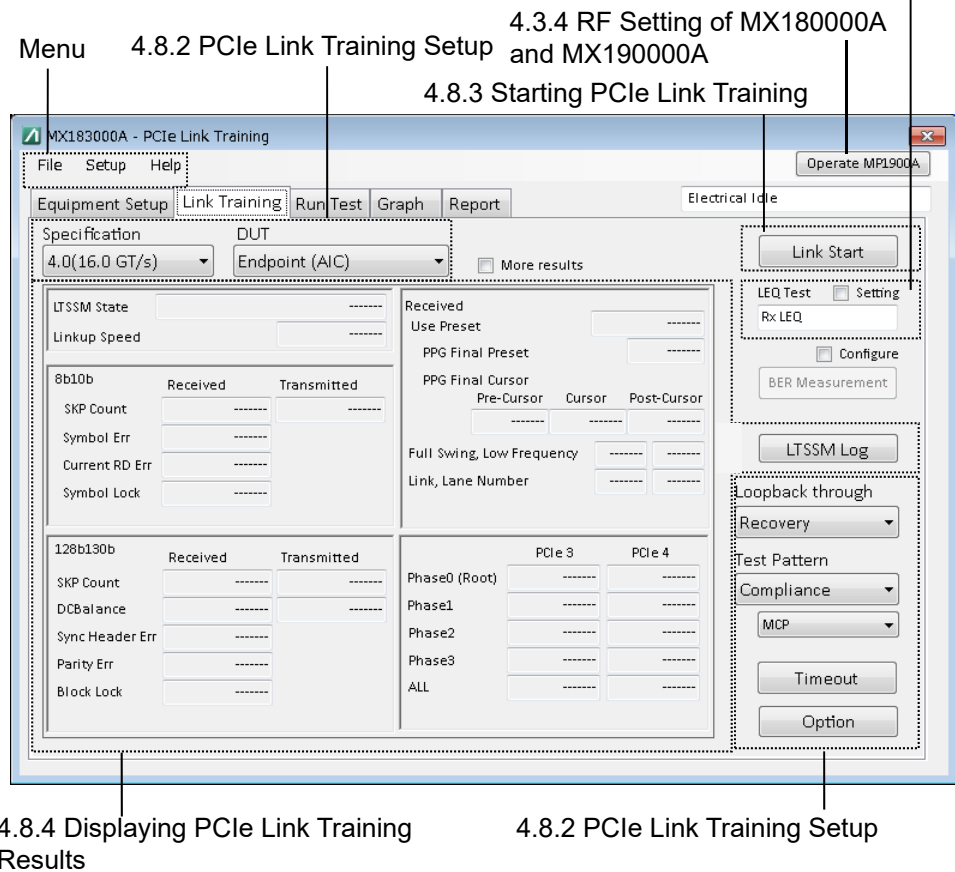 4.3.4 RF Setting of MX180000A
and MX190000A
Menu
4.8.2 PCIe Link Training Setup
4.8.3 Starting PCIe Link Training
MX183000A - PCIe Link Training
File Setup Help
Operate MP1900A
Equipment Setup Link Training Run Test Graph Report
Electrical Idle
Specification DUT
4.0(16.0 GT/s) Endpoint (AIC)
More results
Link Start
LTSSM State -------
Linkup Speed -------
8b10b Received Transmitted
SKP Count ------- -------
Symbol Err -------
Current RD Err -------
Symbol Lock -------
128b130b Received Transmitted
SKP Count ------- -------
DCBalance ------- -------
Sync Header Err -------
Parity Err -------
Block Lock -------
Received
Use Preset -------
PPG Final Preset -------
PPG Final Cursor
Pre-Cursor Cursor Post-Cursor
------- ------- -------
Full Swing, Low Frequency ------- -------
Link, Lane Number ------- -------
PCIe 3 PCIe 4
Phase0 (Root) ------- -------
Phase1 ------- -------
Phase2 ------- -------
Phase3 ------- -------
ALL ------- -------
LEQ Test Setting
Rx LEQ
Configure
BER Measurement
LTSSM Log
Loopback through
Recovery
Test Pattern
Compliance
MCP
Timeout
Option
4.8.4 Displaying PCIe Link Training
Results
4.8.2 PCIe Link Training Setup